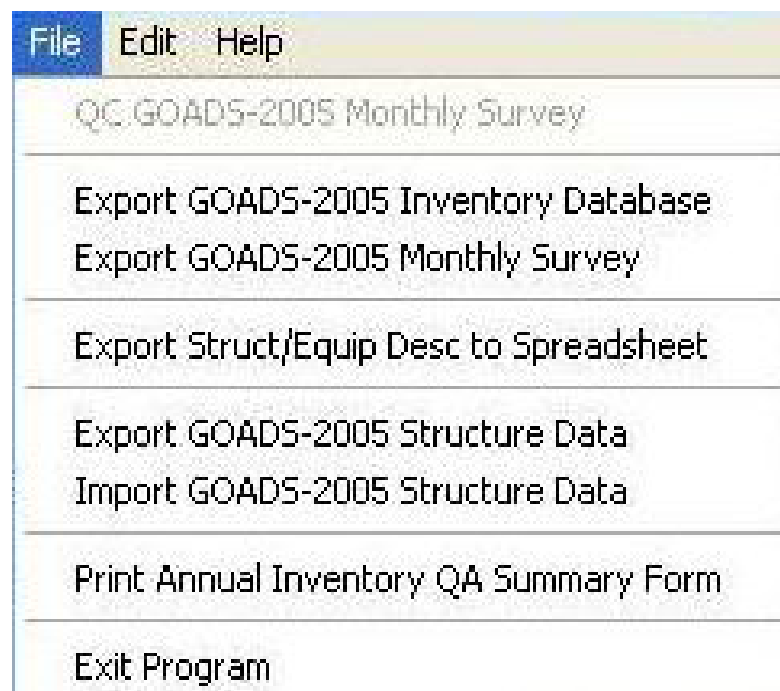 File Edit Help
QC GOADS-2005 Monthly Survey
Export GOADS-2005 Inventory Database
Export GOADS-2005 Monthly Survey
Export Struct/Equip Desc to Spreadsheet
Export GOADS-2005 Structure Data
Import GOADS-2005 Structure Data
Print Annual Inventory QA Summary Form
Exit Program